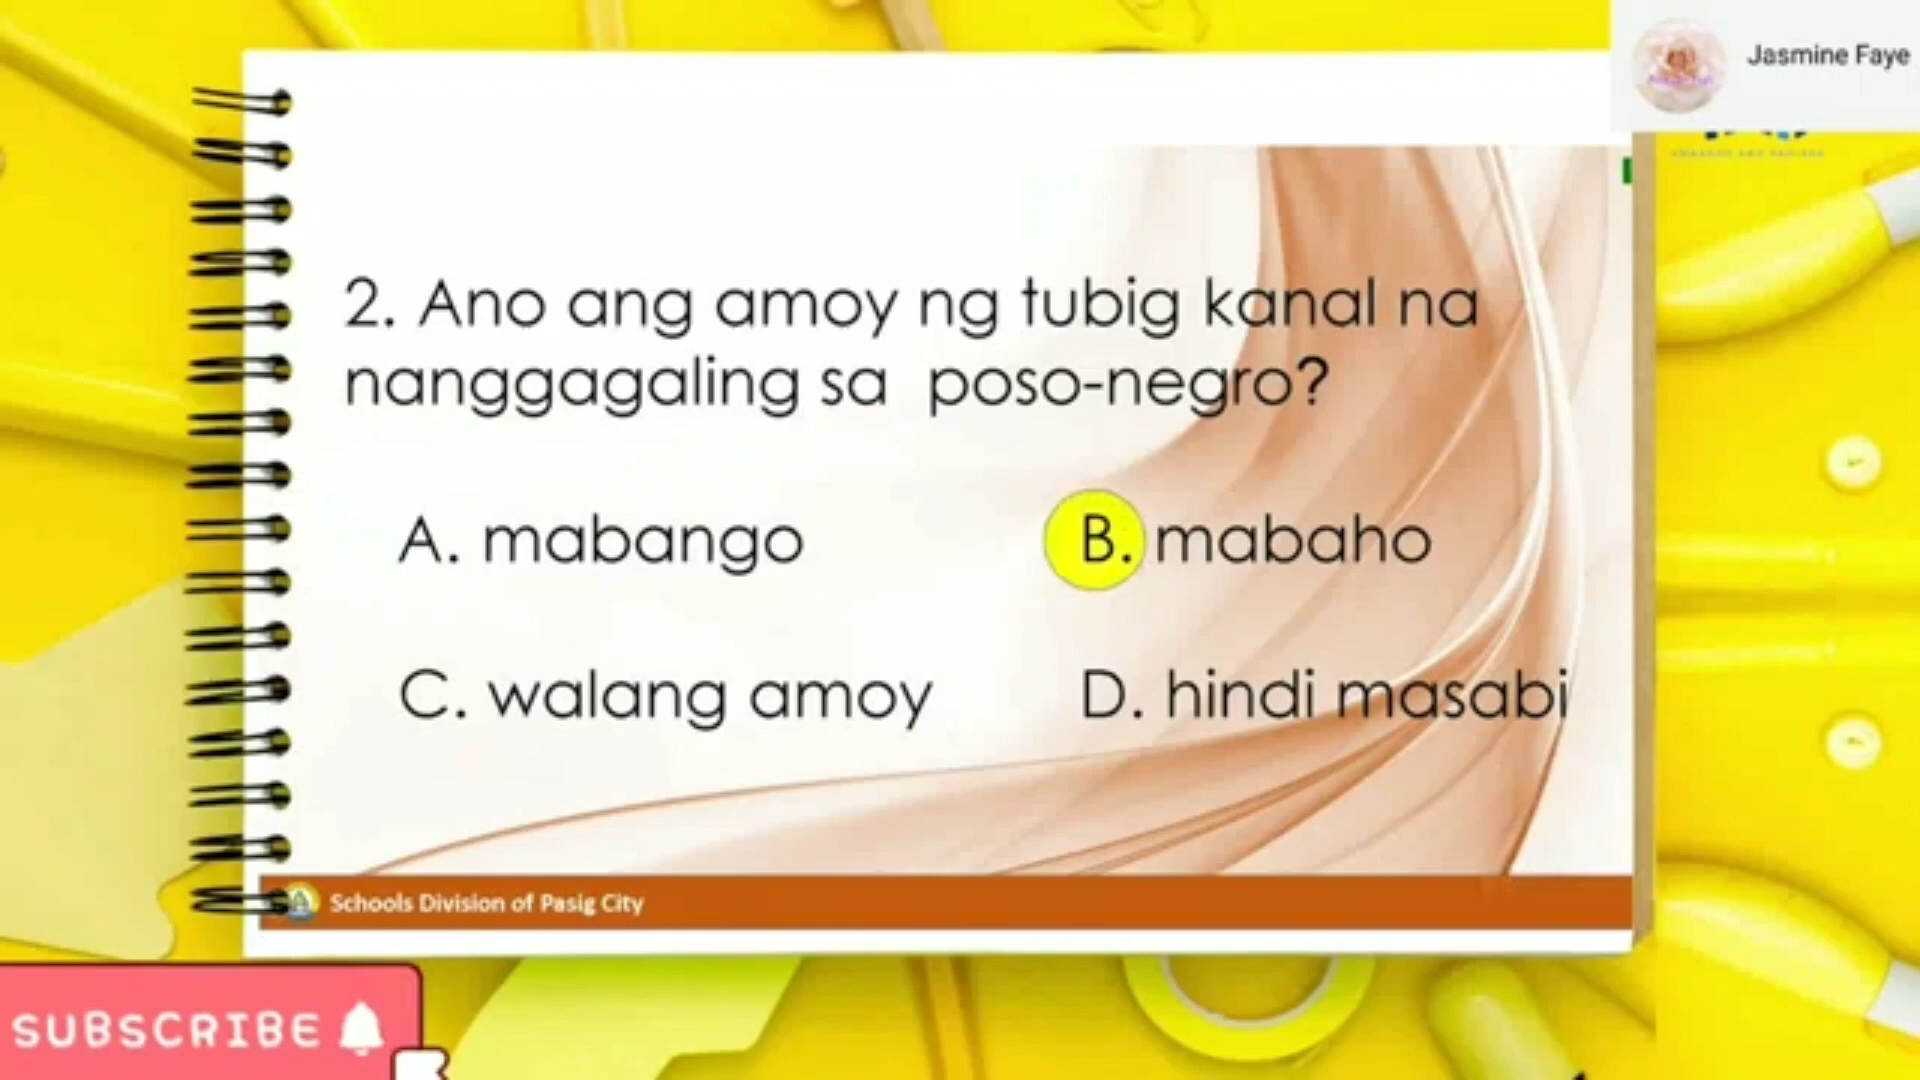 Jasmine Faye
2. Ano ang amoy ng tubig kanal na
nanggagaling sa poso-negro?
A. mabango
B. mabaho
C. walang amoy
D. hindi masabi
Schools Division of Pasig City
SUBSCRIBE